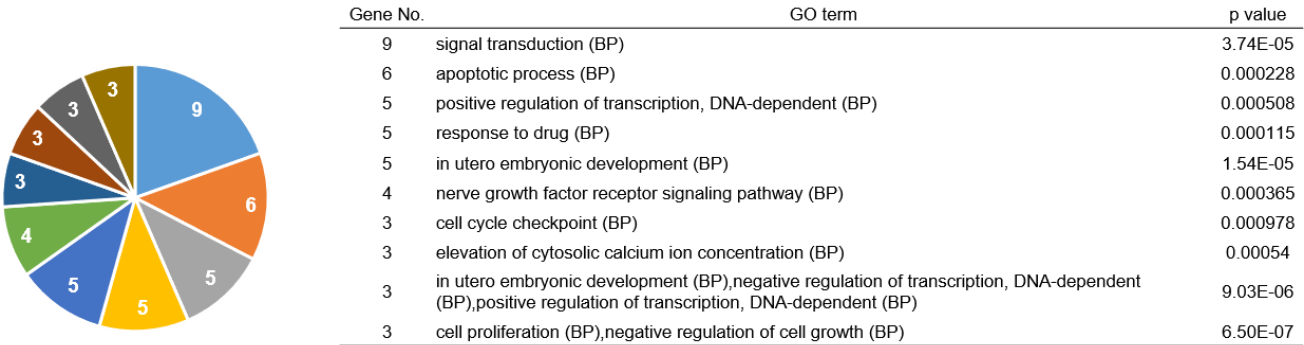 Gene No. GO term p value
9 signal transduction (BP) 3.74E-05
6 apoptotic process (BP) 0.000228
5 positive regulation of transcription, DNA-dependent (BP) 0.000508
5 response to drug (BP) 0.000115
5 in utero embryonic development (BP) 1.54E-05
4 nerve growth factor receptor signaling pathway (BP) 0.000365
3 cell cycle checkpoint (BP) 0.000978
3 elevation of cytosolic calcium ion concentration (BP) 0.00054
3 in utero embryonic development (BP),negative regulation of transcription, DNA-dependent
(BP),positive regulation of transcription, DNA-dependent (BP) 9.03E-06
3 cell proliferation (BP),negative regulation of cell growth (BP) 6.50E-07
9
6
5
5
5
4
3
3
3
3